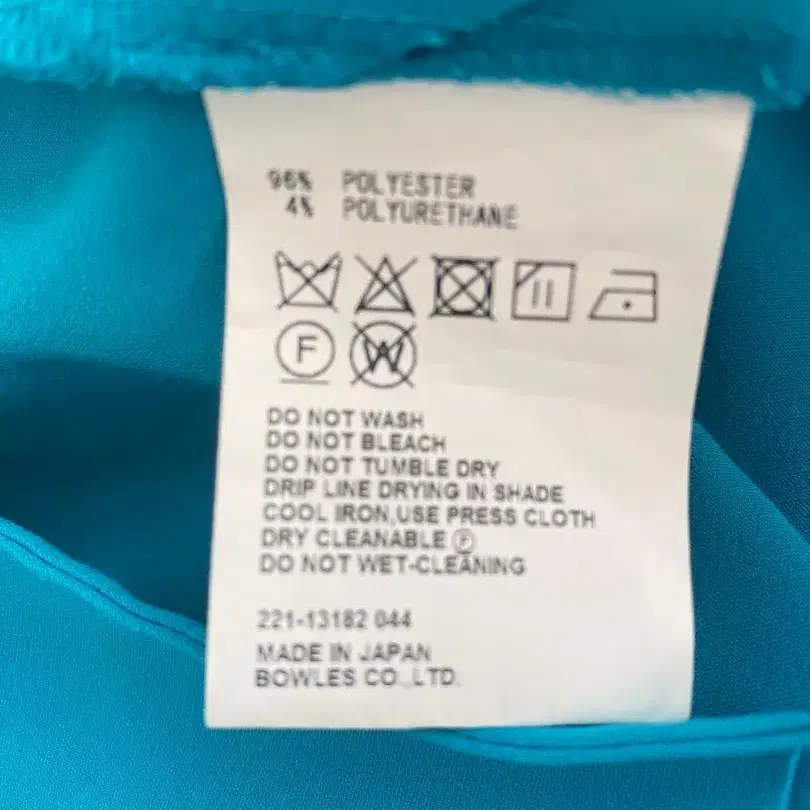 96% POLYESTER
4% POLYURETHANE
F W
DO NOT WASH
DO NOT BLEACH
DO NOT TUMBLE DRY
DRIP LINE DRYING IN SHADE
COOL IRON,USE PRESS CLOTH
DRY CLEANABLE Ⓕ
DO NOT WET-CLEANING
221-13182 044
MADE IN JAPAN
BOWLES CO.,LTD.